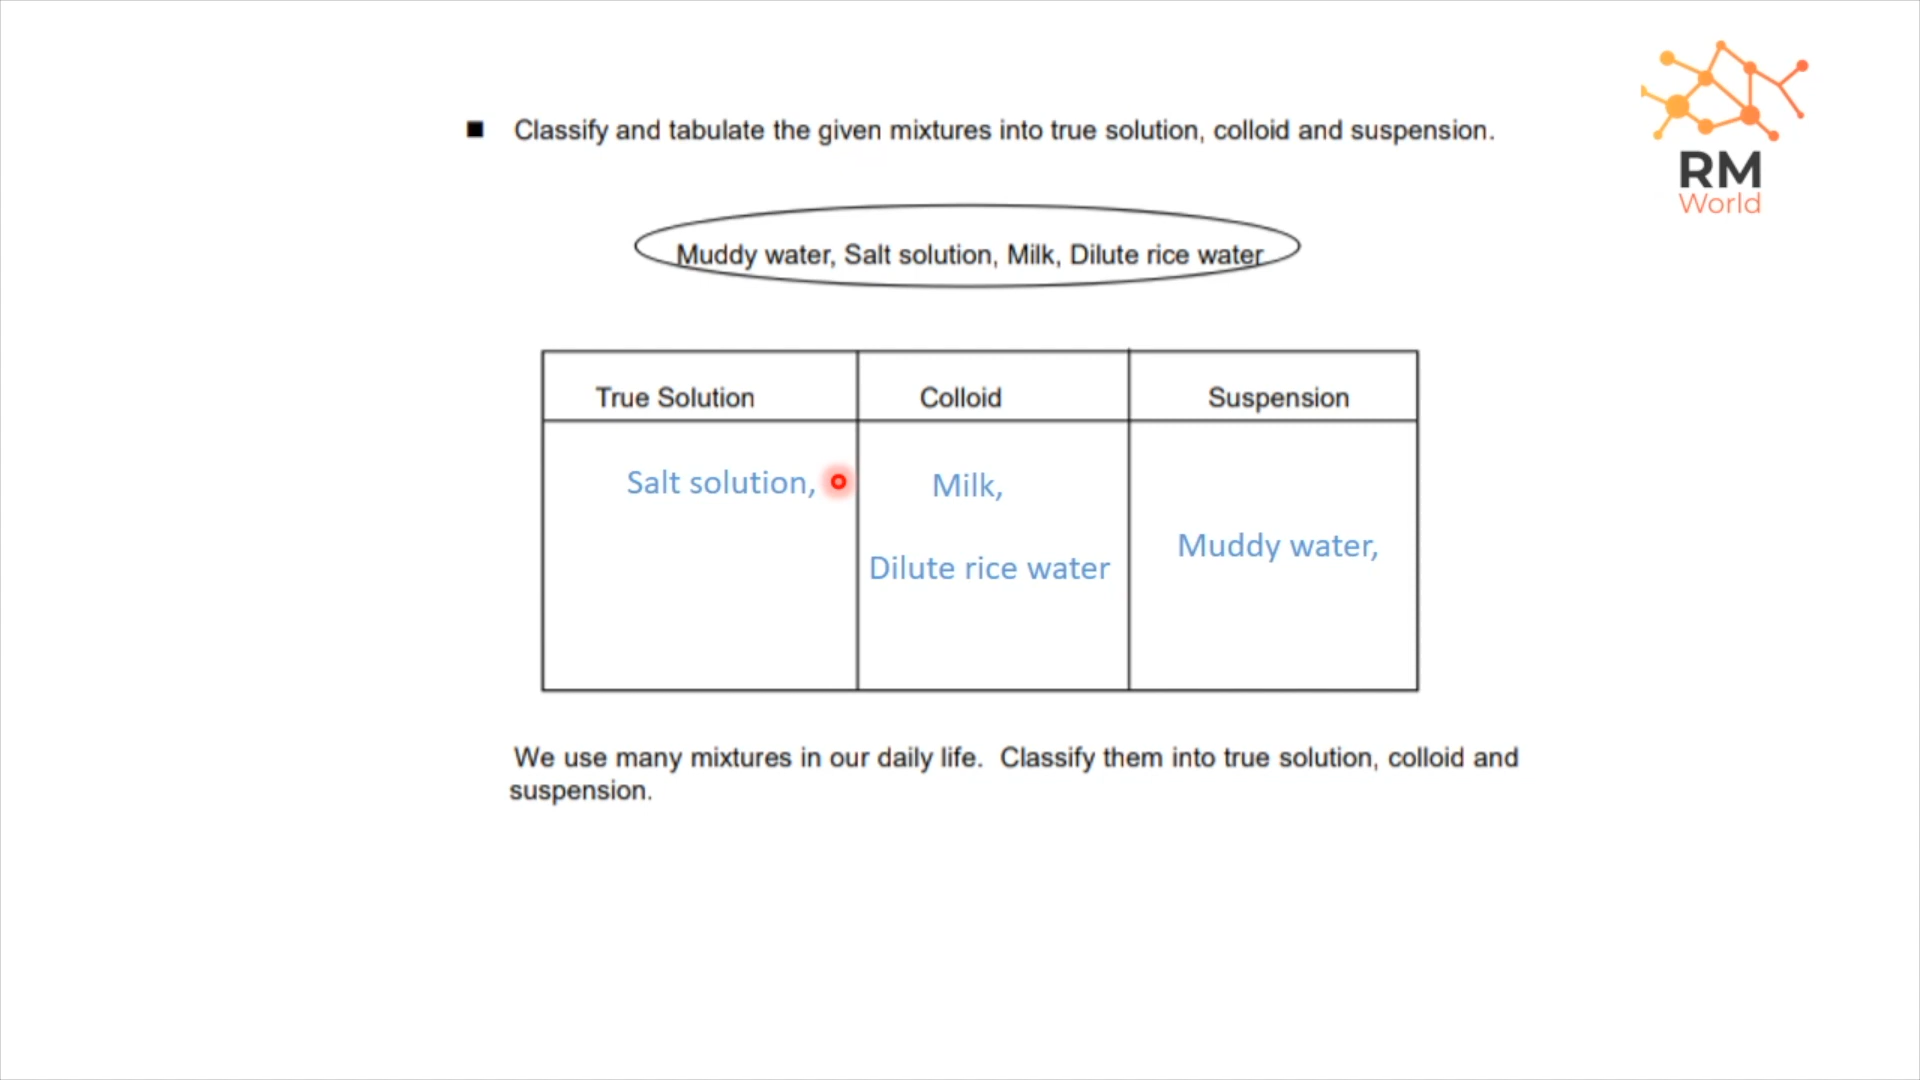 ■ Classify and tabulate the given mixtures into true solution, colloid and suspension.
RM
World
Muddy water, Salt solution, Milk, Dilute rice water
True Solution Colloid Suspension
Salt solution, Milk,
Muddy water,
Dilute rice water
We use many mixtures in our daily life. Classify them into true solution, colloid and
suspension.